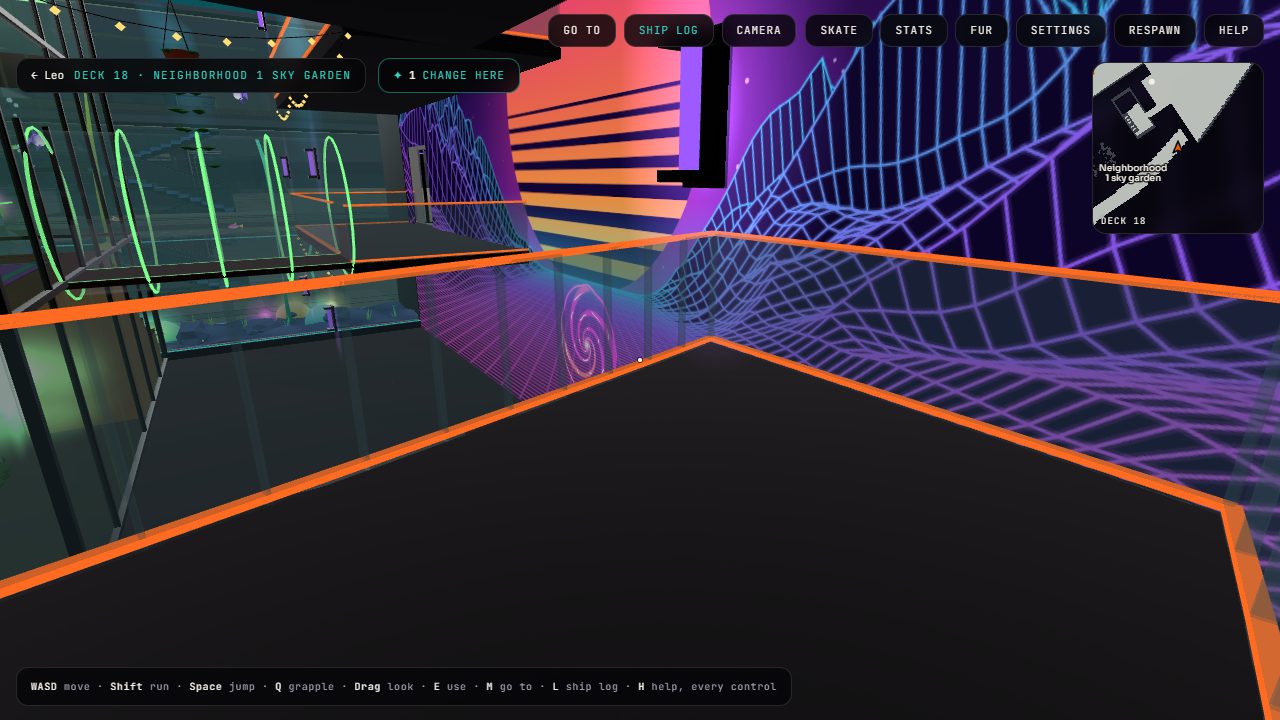 GO TO
SHIP LOG
CAMERA
SKATE
STATS
FUR
SETTINGS
RESPAWN
HELP
← Leo DECK 18 · NEIGHBORHOOD 1 SKY GARDEN
✦ 1 CHANGE HERE
Neighborhood
1 sky garden
DECK 18
WASD move · Shift run · Space jump · Q grapple · Drag look · E use · M go to · L ship log · H help, every control